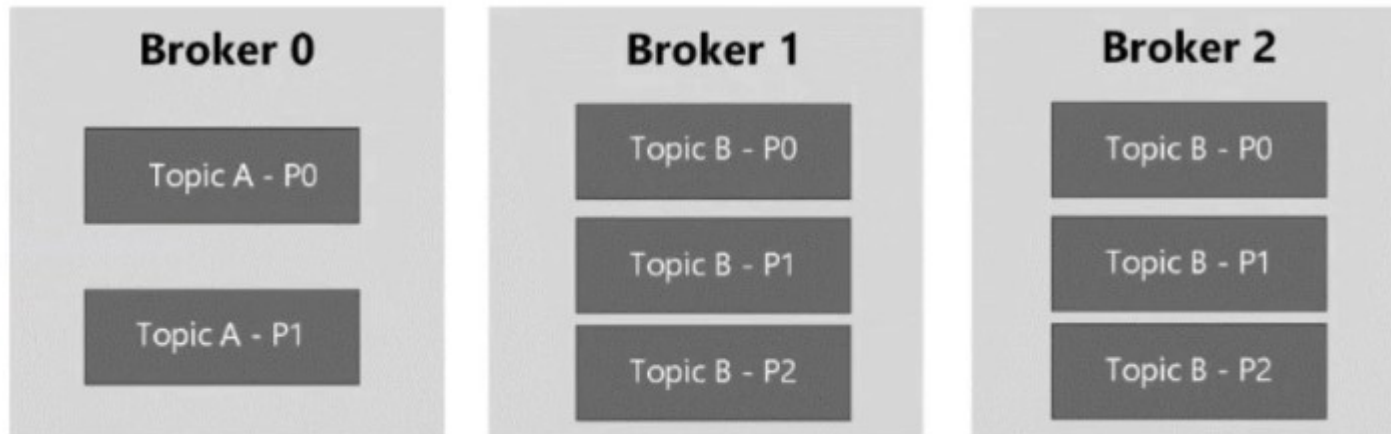 Broker 0
Topic A - P0
Topic A - P1
Broker 1
Topic B - P0
Topic B - P1
Topic B - P2
Broker 2
Topic B - P0
Topic B - P1
Topic B - P2